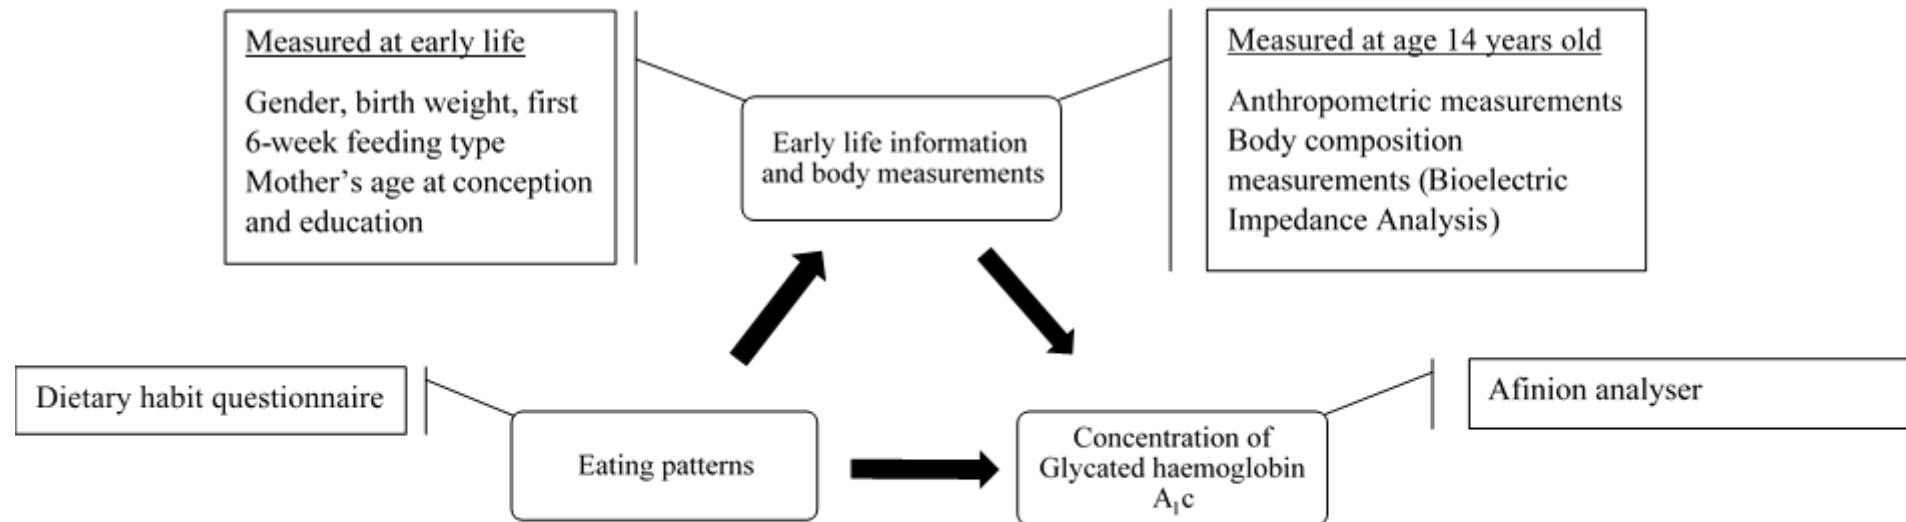 Measured at early life
Gender, birth weight, first
6-week feeding type
Mother's age at conception
and education
Early life information
and body measurements
Measured at age 14 years old
Anthropometric measurements
Body composition
measurements (Bioelectric
Impedance Analysis)
Dietary habit questionnaire
Eating patterns
Concentration of
Glycated haemoglobin
A₁c
Afinion analyser